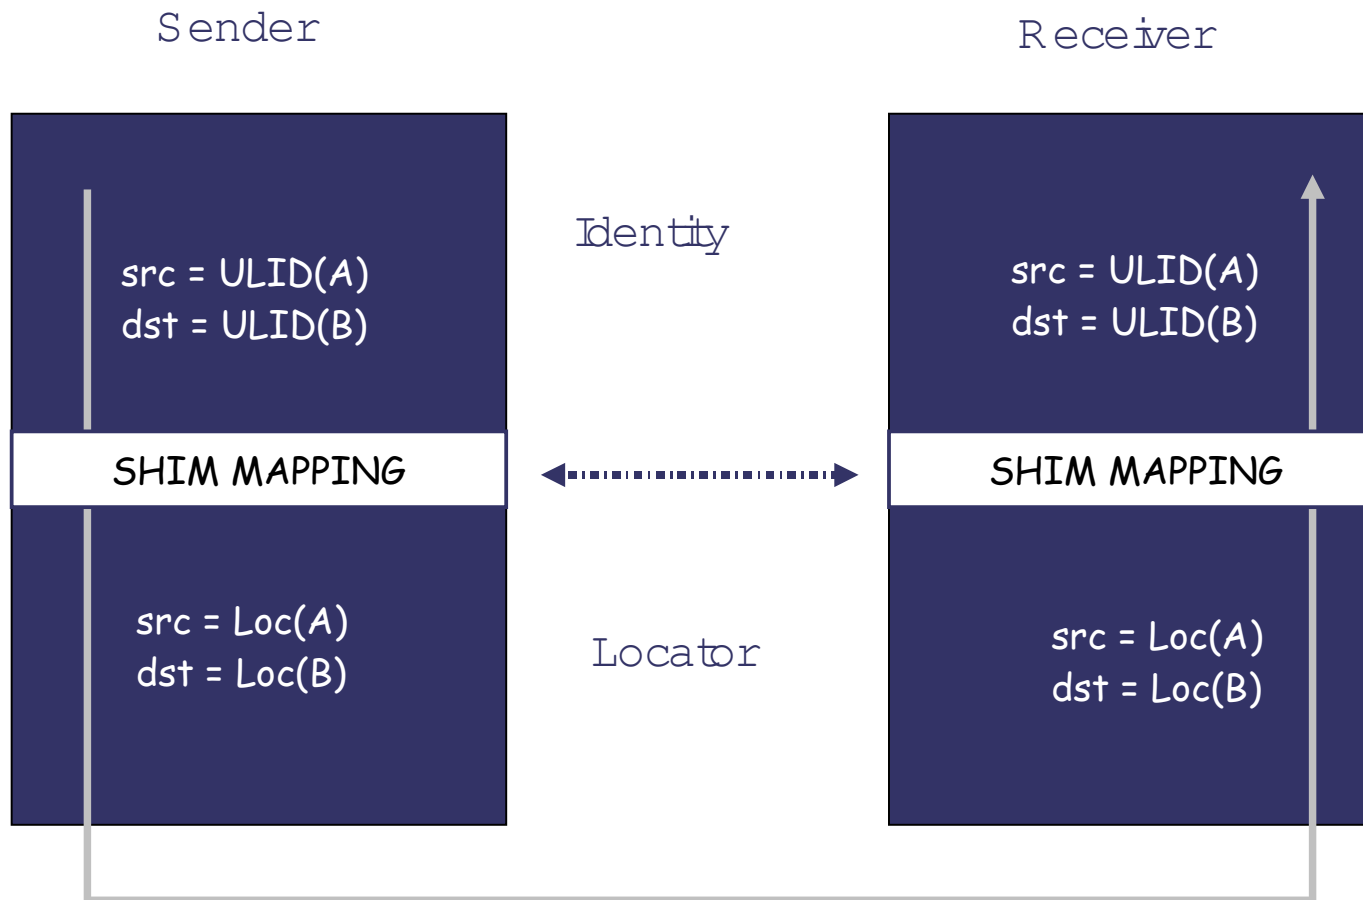 Sender
Receiver
src = ULID(A)
dst = ULID(B)
Identity
src = ULID(A)
dst = ULID(B)
SHIM MAPPING
SHIM MAPPING
src = Loc(A)
dst = Loc(B)
Locator
src = Loc(A)
dst = Loc(B)